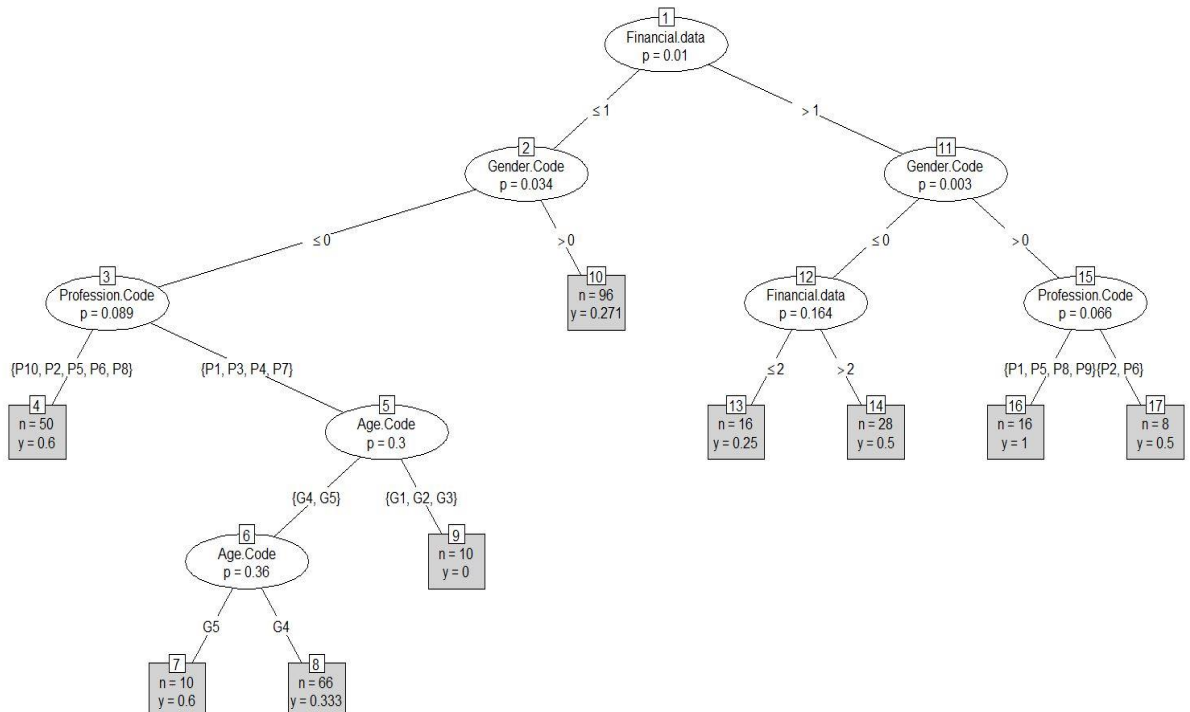 1
Financial.data
p = 0.01
≤ 1
> 1
2
Gender.Code
p = 0.034
11
Gender.Code
p = 0.003
≤ 0
> 0
≤ 0
> 0
3
Profession.Code
p = 0.089
10
n = 96
y = 0.271
12
Financial.data
p = 0.164
15
Profession.Code
p = 0.066
{P10, P2, P5, P6, P8}
{P1, P3, P4, P7}
≤ 2
> 2
{P1, P5, P8, P9}
{P2, P6}
4
n = 50
y = 0.6
5
Age.Code
p = 0.3
13
n = 16
y = 0.25
14
n = 28
y = 0.5
16
n = 16
y = 1
17
n = 8
y = 0.5
{G4, G5}
{G1, G2, G3}
6
Age.Code
p = 0.36
9
n = 10
y = 0
G5
G4
7
n = 10
y = 0.6
8
n = 66
y = 0.333